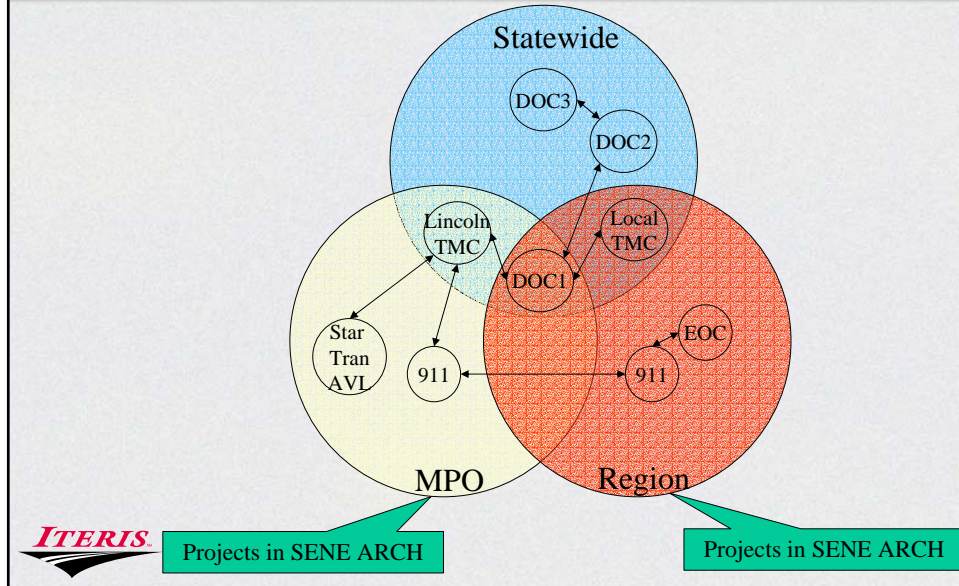 Statewide
DOC3
DOC2
Lincoln
TMC
Local
TMC
DOC1
Star
Tran
AVL
911
EOC
911
MPO
Region
ITERIS
Projects in SENE ARCH
Projects in SENE ARCH